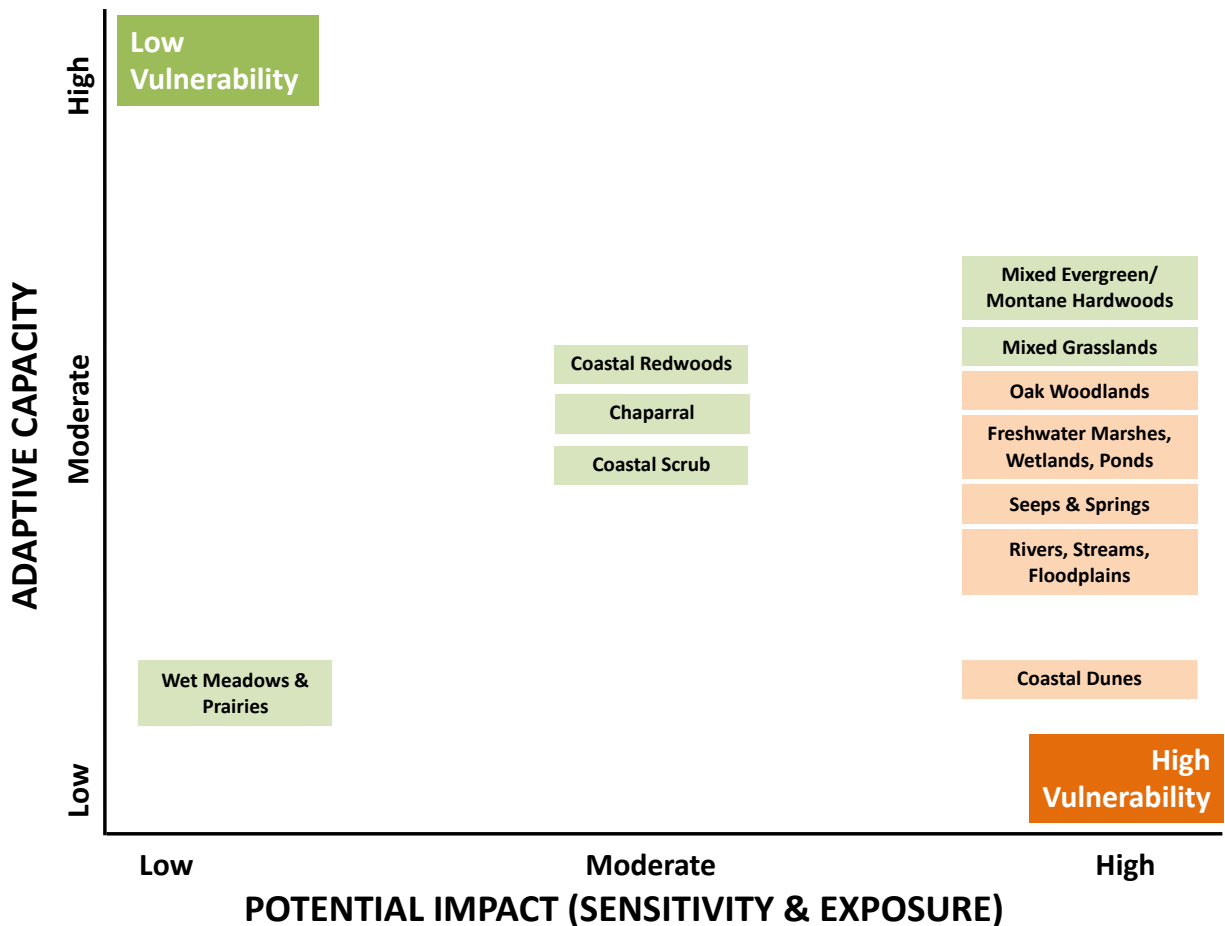 Low
Vulnerability
High
Mixed Evergreen/
Montane Hardwoods
Mixed Grasslands
Coastal Redwoods
Oak Woodlands
Chaparral
Freshwater Marshes,
Wetlands, Ponds
Coastal Scrub
Seeps & Springs
Rivers, Streams,
Floodplains
Moderate
ADAPTIVE CAPACITY
Wet Meadows &
Prairies
Coastal Dunes
High
Vulnerability
Low
Low
Moderate
High
POTENTIAL IMPACT (SENSITIVITY & EXPOSURE)